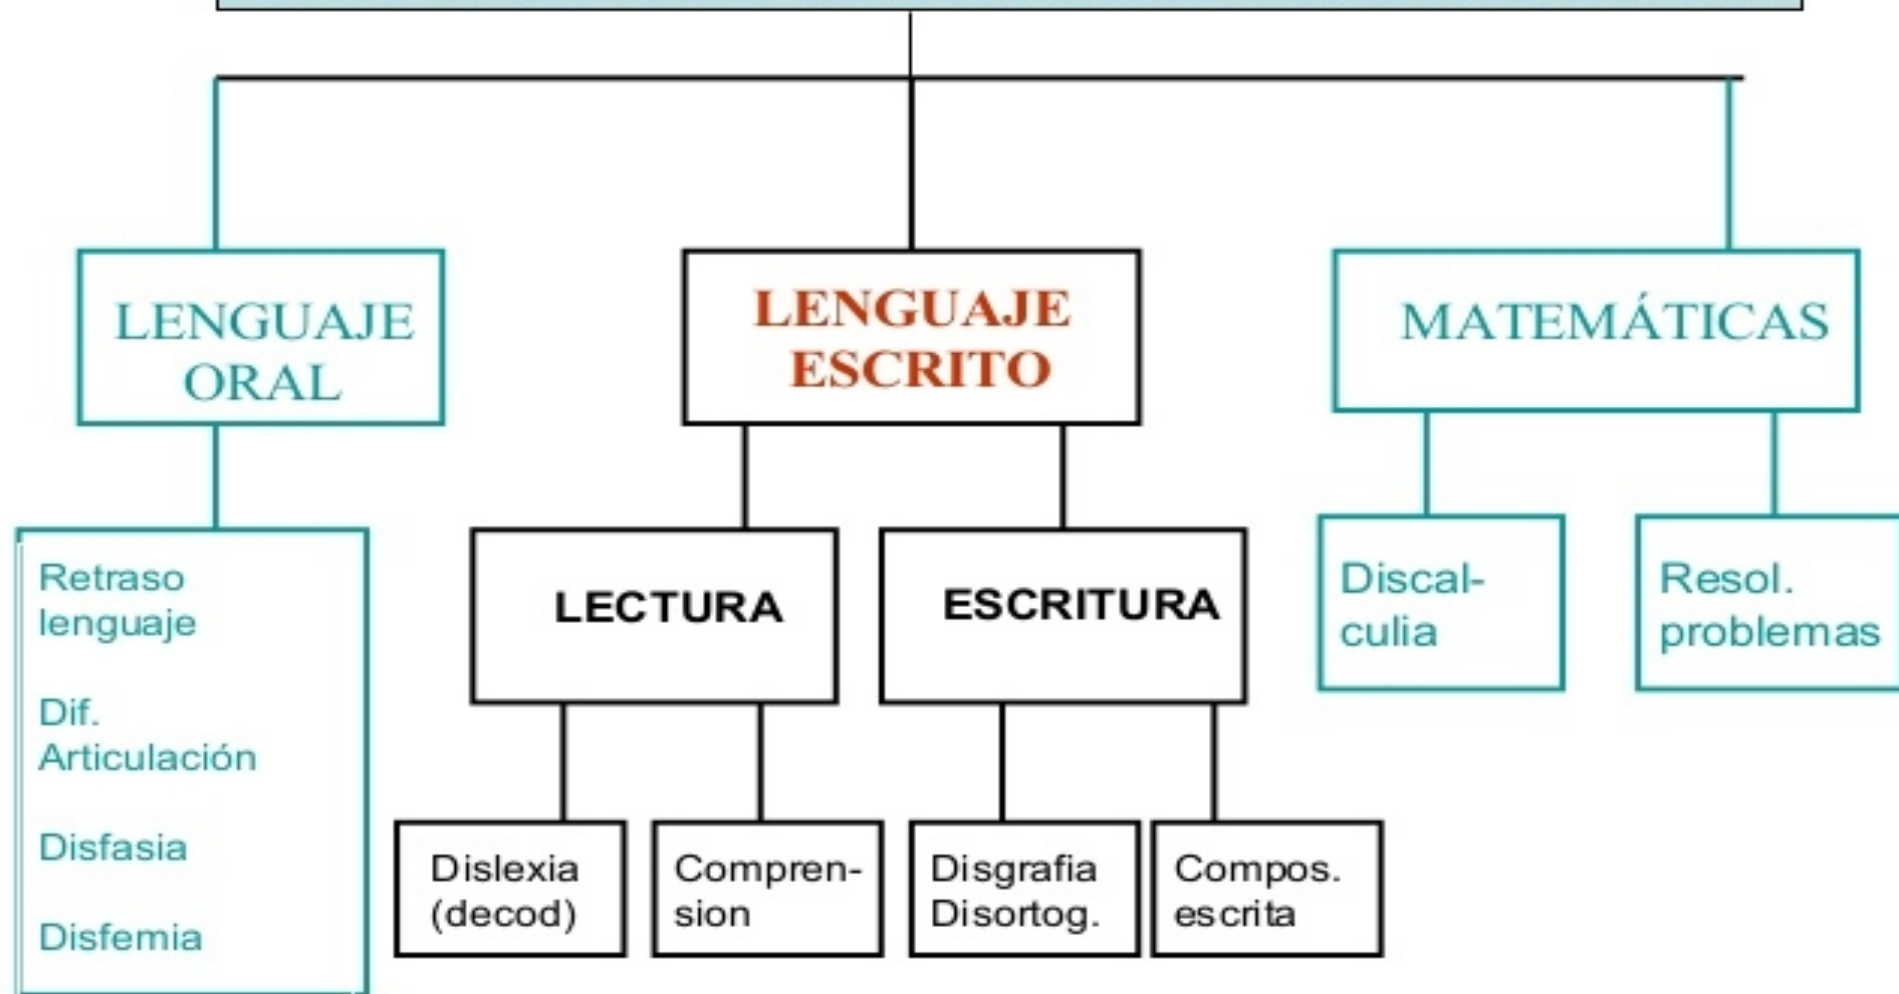 LENGUAJE
ORAL
LENGUAJE
ESCRITO
MATEMÁTICAS
Retraso
lenguaje
Dif.
Articulación
Disfasia
Disfemia
LECTURA
ESCRITURA
Discal-
culia
Resol.
problemas
Dislexia
(decod)
Compren-
sion
Disgrafia
Disortog.
Compos.
escrita